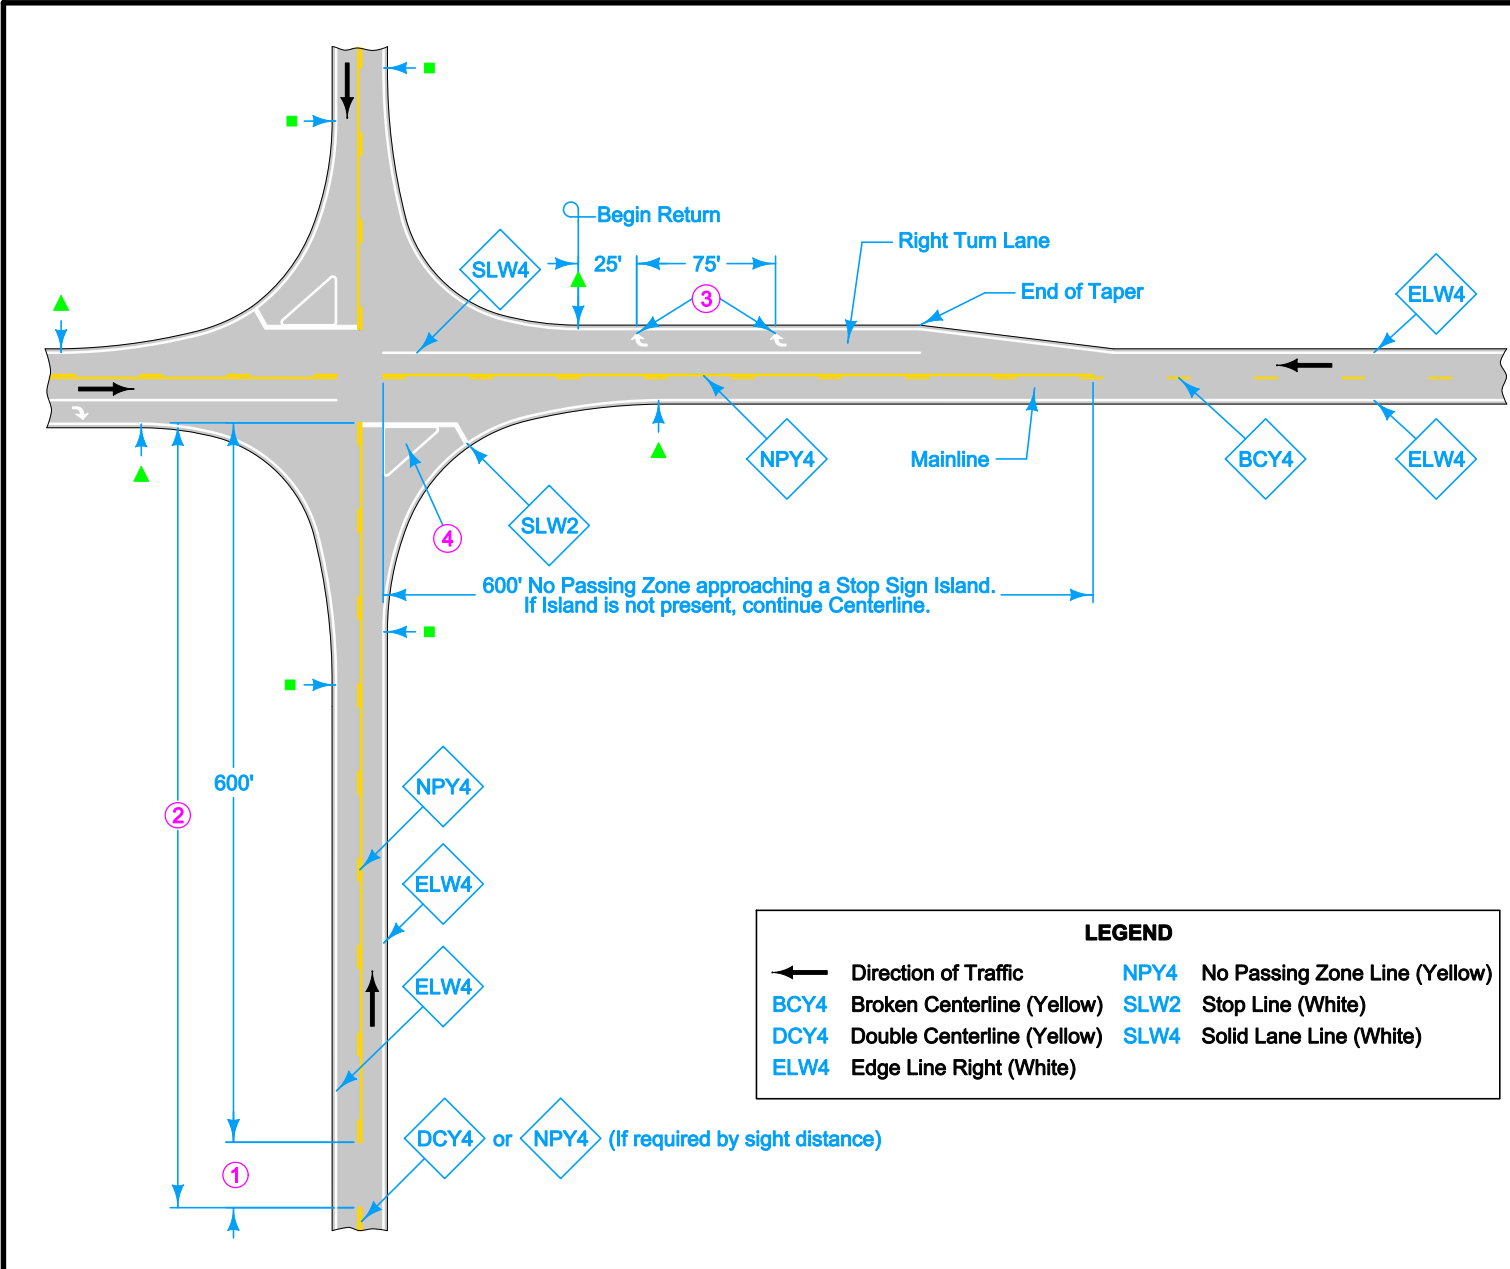 Begin Return
SLW4
25'
75'
Right Turn Lane
3
End of Taper
ELW4
NPY4
Mainline
BCY4
ELW4
4
SLW2
600' No Passing Zone approaching a Stop Sign Island.
If Island is not present, continue Centerline.
600'
2
NPY4
ELW4
ELW4
DCY4 or NPY4 (If required by sight distance)
1
LEGEND
Direction of Traffic
NPY4 No Passing Zone Line (Yellow)
BCY4 Broken Centerline (Yellow)
SLW2 Stop Line (White)
DCY4 Double Centerline (Yellow)
SLW4 Solid Lane Line (White)
ELW4 Edge Line Right (White)